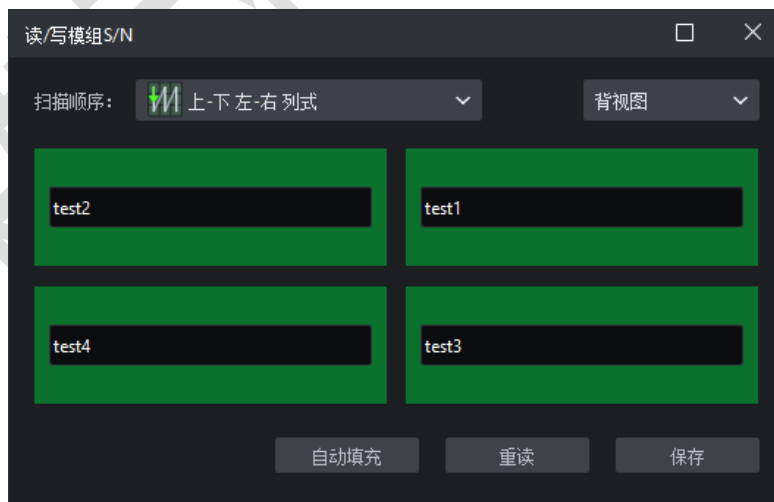 读/写模组S/N
扫描顺序： 上-下 左-右 列式 背视图
test2 test1
test4 test3
自动填充 重读 保存